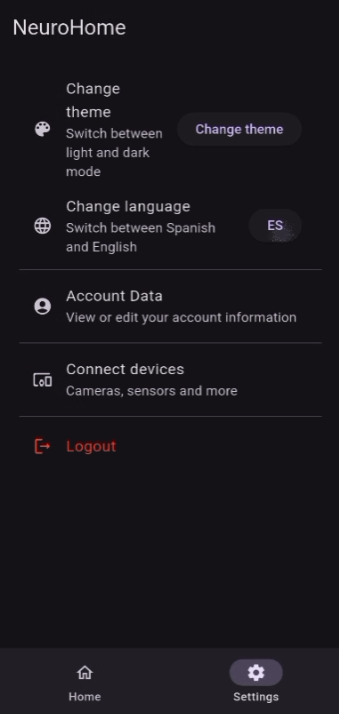 NeuroHome
Change
theme
Switch between
light and dark
mode
Change theme
Change language
Switch between Spanish
and English
ES
Account Data
View or edit your account information
Connect devices
Cameras, sensors and more
Logout
Home
Settings